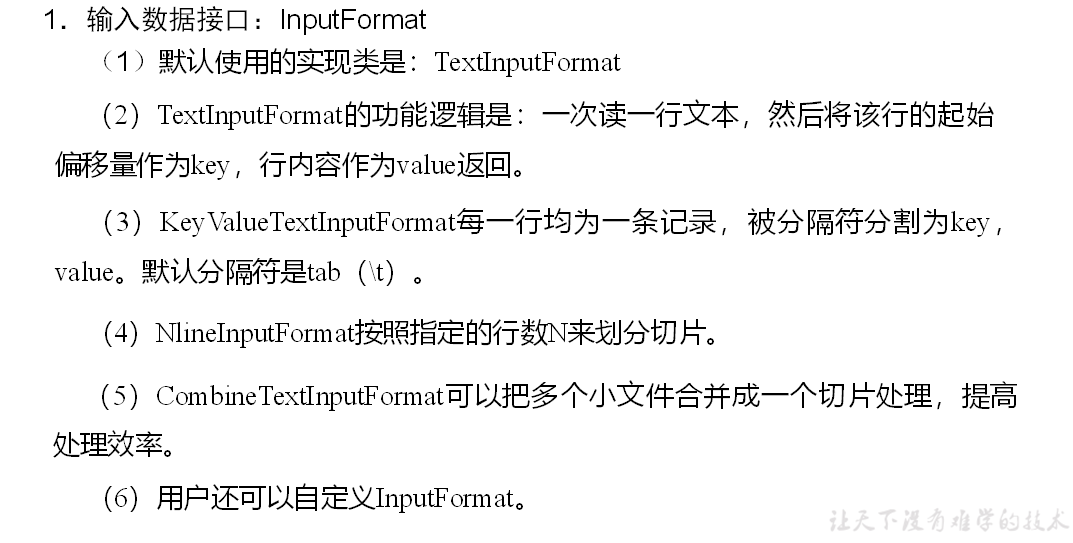 1．输入数据接口：InputFormat
（1）默认使用的实现类是：TextInputFormat
（2）TextInputFormat的功能逻辑是：一次读一行文本，然后将该行的起始
偏移量作为key，行内容作为value返回。
（3）KeyValueTextInputFormat每一行均为一条记录，被分隔符分割为key，
value。默认分隔符是tab（\t）。
（4）NlineInputFormat按照指定的行数N来划分切片。
（5）CombineTextInputFormat可以把多个小文件合并成一个切片处理，提高
处理效率。
（6）用户还可以自定义InputFormat。
让天下没有难学的技术